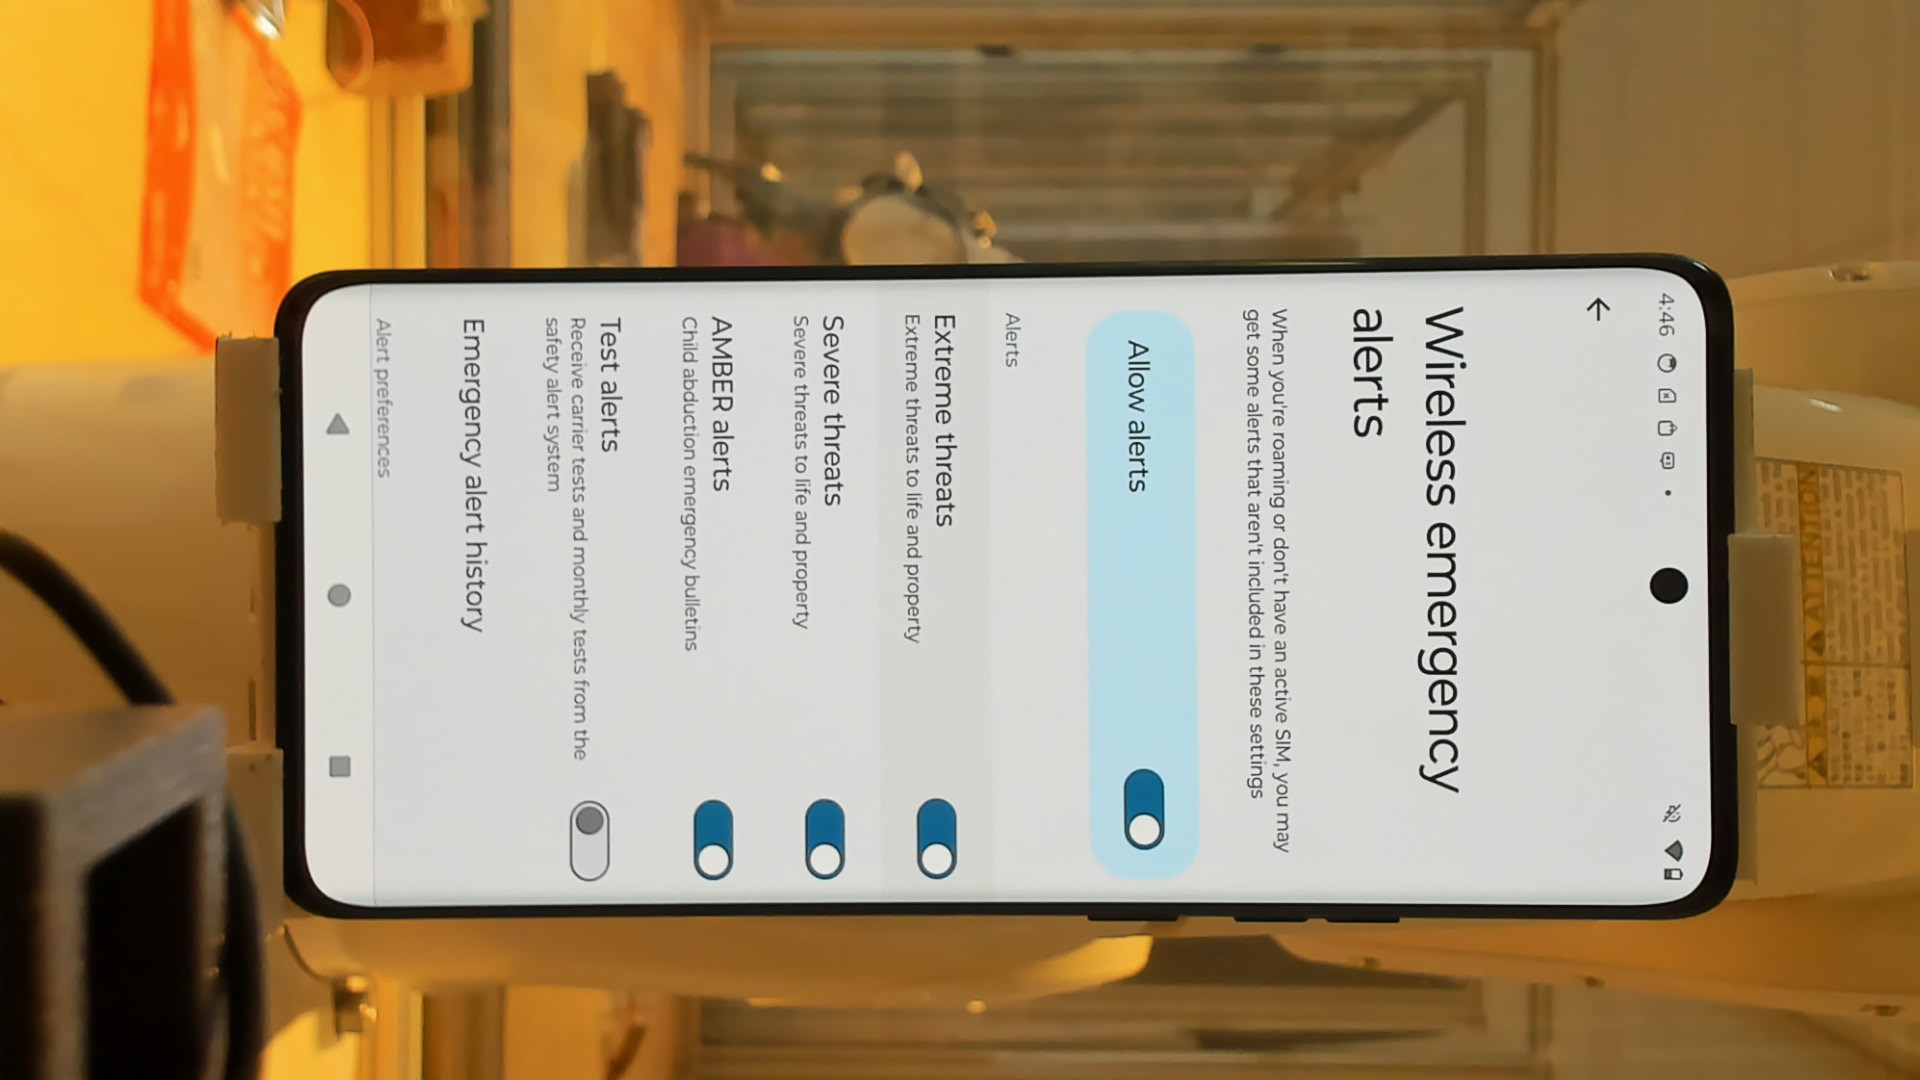 4:46
Wireless emergency
alerts
When you're roaming or don't have an active SIM, you may
get some alerts that aren't included in these settings
Allow alerts
Alerts
Extreme threats
Extreme threats to life and property
Severe threats
Severe threats to life and property
AMBER alerts
Child abduction emergency bulletins
Test alerts
Receive carrier tests and monthly tests from the
safety alert system
Emergency alert history
Alert preferences
ATTENTION